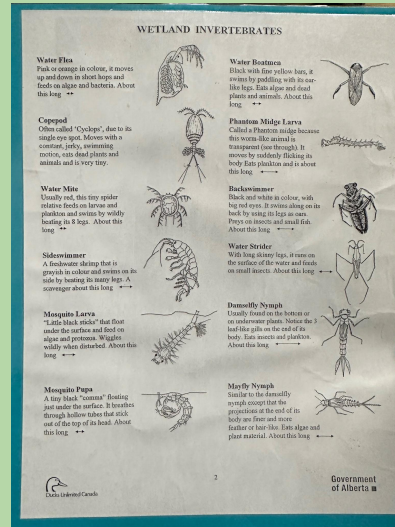 WETLAND INVERTEBRATES
Water Flea
Pink or orange in colour, it moves
up and down in short hops and
feeds on algae and bacteria. About
this long
Copepod
Often called 'Cyclops', due to its
single eye spot. Moves with a
constant, jerky, swimming
motion, eats dead plants and
animals and is very tiny.
Water Mite
Usually red, this tiny spider
relative feeds on larvae and
plankton and swims by wildly
beating its 8 legs. About this
long
Sideswimmer
A freshwater shrimp that is
grayish in colour and swims on its
side by beating its many legs. A
scavenger about this long
Mosquito Larva
"Little black sticks" that float
under the surface and feed on
algae and protozoa. Wiggles
wildly when disturbed. About this
long
Mosquito Pupa
A tiny black "comma" floating
just under the surface. It breathes
through hollow tubes that stick
out of the top of its head. About
this long
Water Boatmen
Black with fine yellow bars, it
swims by paddling with its oar-
like legs. Eats algae and dead
plants and animals. About this
long
Phantom Midge Larva
Called a Phantom midge because
this worm-like animal is
transparent (see through). It
moves by suddenly flicking its
body Eats plankton and is about
this long
Backswimmer
Black and white in colour, with
big red eyes. It swims along on its
back by using its legs as oars.
Preys on insects and small fish.
About this long
Water Strider
With long skinny legs, it runs on
the surface of the water and feeds
on small insects. About this long
Damselfly Nymph
Usually found on the bottom or
on underwater plants. Notice the 3
leaf-like gills on the end of its
body. Eats insects and plankton.
About this long
Mayfly Nymph
Similar to the damselfly
nymph except that the
projections at the end of its
body are finer and more
feather or hair-like. Eats algae and
plant material. About this long
2
Ducks Unlimited Canada
Government
of Alberta